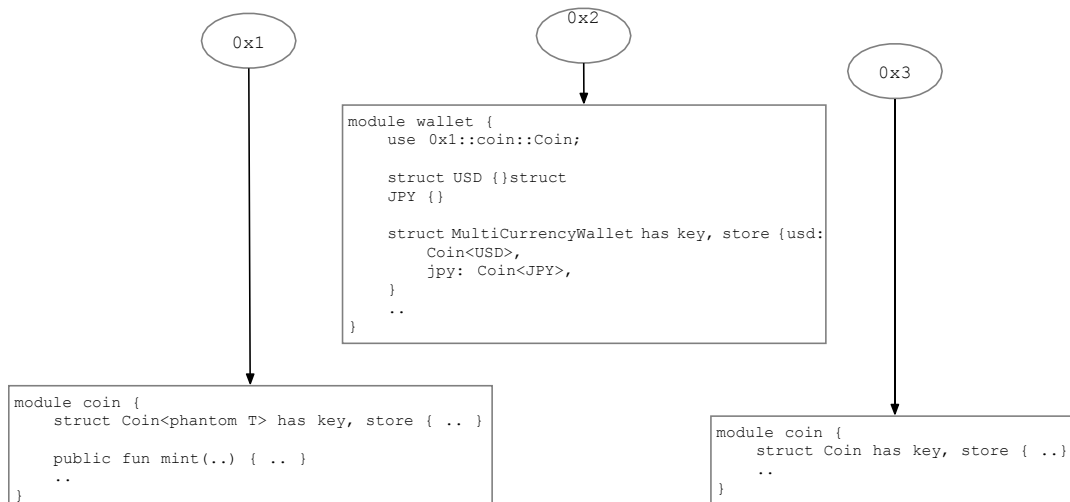 0x1
0x2
0x3
module wallet {
    use 0x1::coin::Coin;
    struct USD {}struct
    JPY {}
    struct MultiCurrencyWallet has key, store {usd:
        Coin<USD>,
        jpy: Coin<JPY>,
    }
    ..
}
module coin {
    struct Coin<phantom T> has key, store { .. }
    public fun mint(..) { .. }
    ..
}
module coin {
    struct Coin has key, store { ..}
    ..
}